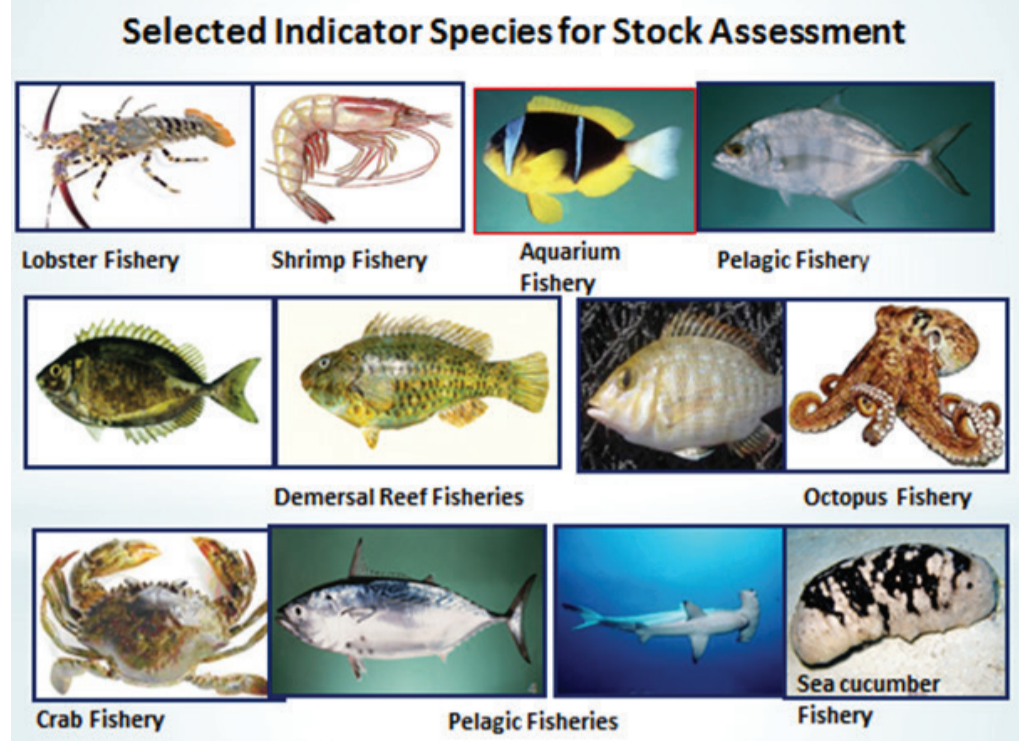 Selected Indicator Species for Stock Assessment
Lobster Fishery
Shrimp Fishery
Aquarium
Fishery
Pelagic Fishery
Demersal Reef Fisheries
Octopus Fishery
Crab Fishery
Pelagic Fisheries
Sea cucumber
Fishery